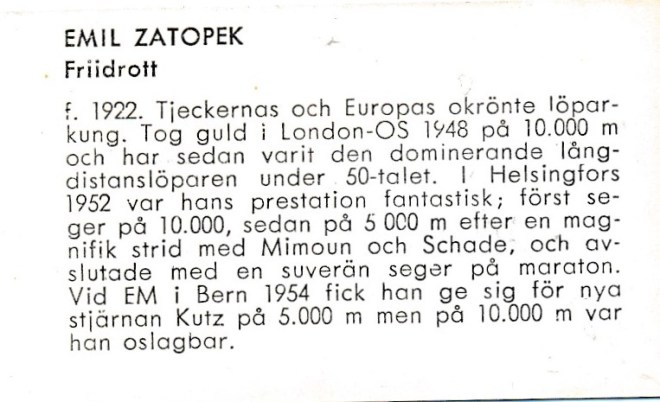 EMIL ZATOPEK
Friidrott
f. 1922. Tjeckernas och Europas okrönte löpar-
kung. Tog guld i London-OS 1948 på 10.000 m
och har sedan varit den dominerande lång-
distanslöparen under 50-talet. I Helsingfors
1952 var hans prestation fantastisk; först se-
ger på 10.000, sedan på 5 000 m efter en mag-
nifik strid med Mimoun och Schade, och av-
slutade med en suverän seger på maraton.
Vid EM i Bern 1954 fick han ge sig för nya
stjärnan Kutz på 5.000 m men på 10.000 m var
han oslagbar.